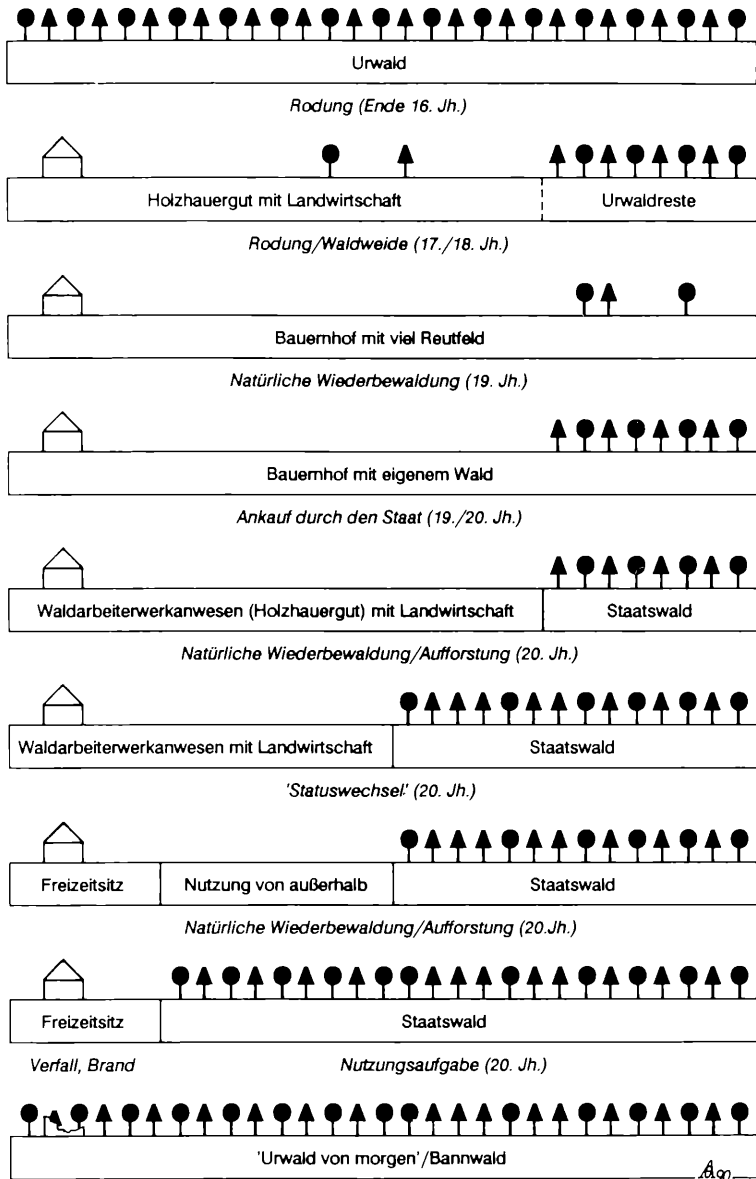 Urwald
Rodung (Ende 16. Jh.)
Holzhauergut mit Landwirtschaft Urwaldreste
Rodung/Waldweide (17./18. Jh.)
Bauernhof mit viel Reutfeld
Natürliche Wiederbewaldung (19. Jh.)
Bauernhof mit eigenem Wald
Ankauf durch den Staat (19./20. Jh.)
Waldarbeiterwerkanwesen (Holzhauergut) mit Landwirtschaft Staatswald
Natürliche Wiederbewaldung/Aufforstung (20. Jh.)
Waldarbeiterwerkanwesen mit Landwirtschaft Staatswald
'Statuswechsel' (20. Jh.)
Freizeitsitz Nutzung von außerhalb Staatswald
Natürliche Wiederbewaldung/Aufforstung (20.Jh.)
Freizeitsitz Staatswald
Verfall, Brand Nutzungsaufgabe (20. Jh.)
'Urwald von morgen'/Bannwald